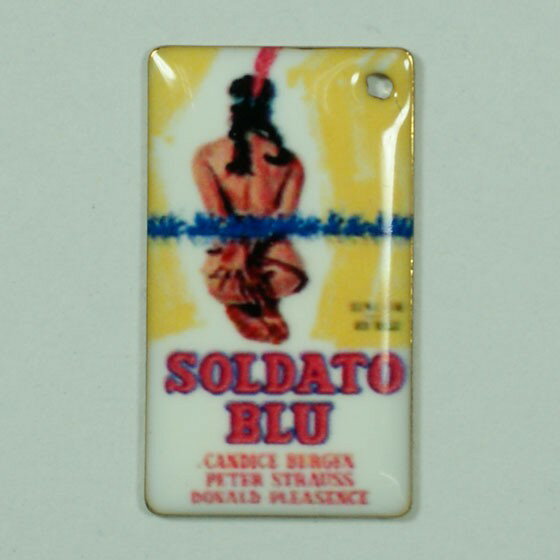 SOLDATO
BLU
CANDICE BERGEN
PETER STRAUSS
DONALD PLEASENCE